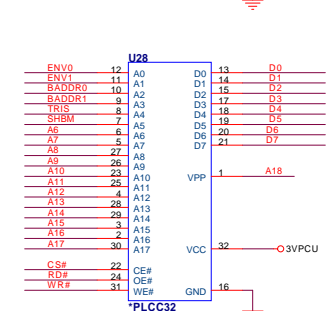 U28
ENV0 12 A0 D0 13 D0
ENV1 11 A1 D1 14 D1
BADDR0 10 A2 D2 15 D2
BADDR1 9 A3 D3 17 D3
TRIS 8 A4 D4 18 D4
SHBM 7 A5 D5 19 D5
A6 6 A6 D6 20 D6
A7 5 A7 D7 21 D7
A8 27 A8
A9 26 A9
A10 23 A10 VPP 1 A18
A11 25 A11
A12 4 A12
A13 28 A13
A14 29 A14
A15 3 A15
A16 2 A16
A17 30 A17 VCC 32 3VPCU
CS# 22 CE#
RD# 24 OE# GND 16
WR# 31 WE#
*PLCC32